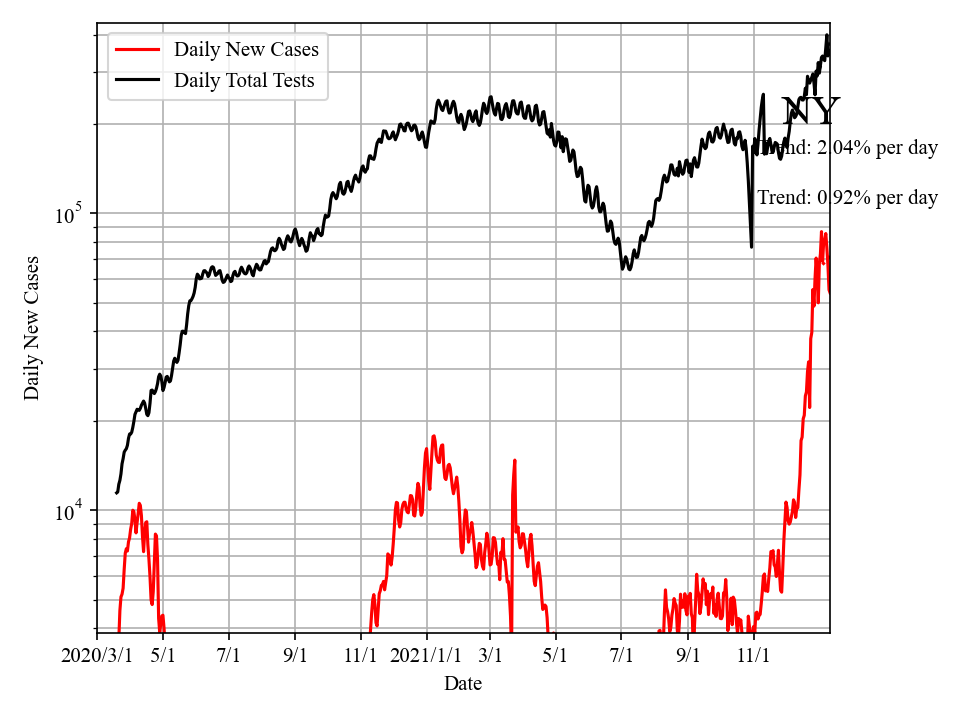 Daily New Cases
Daily Total Tests
NY
Trend: 2.04% per day
Trend: 0.92% per day
10^5
10^4
Daily New Cases
2020/3/1 5/1 7/1 9/1 11/1 2021/1/1 3/1 5/1 7/1 9/1 11/1
Date